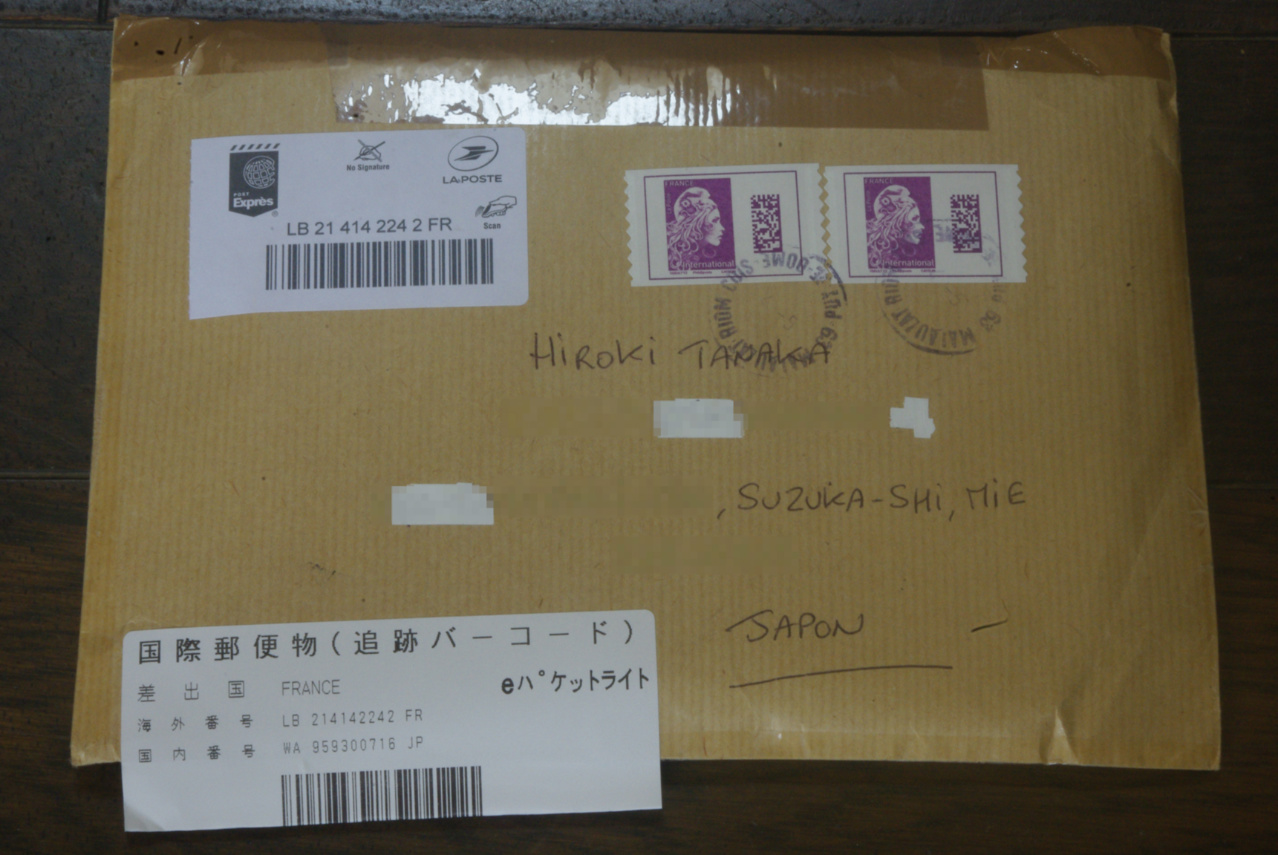 PORT
Exprès
No Signature
LA POSTE
Scan
LB 21 414 224 2 FR
FRANCE
International
FRANCE
International
HiROKi TANAKA
, SUZUKA-SHi, MiE
JAPON
国際郵便物(追跡バーコード)
差出国 FRANCE eパケットライト
海外番号 LB 214142242 FR
国内番号 WA 959300716 JP